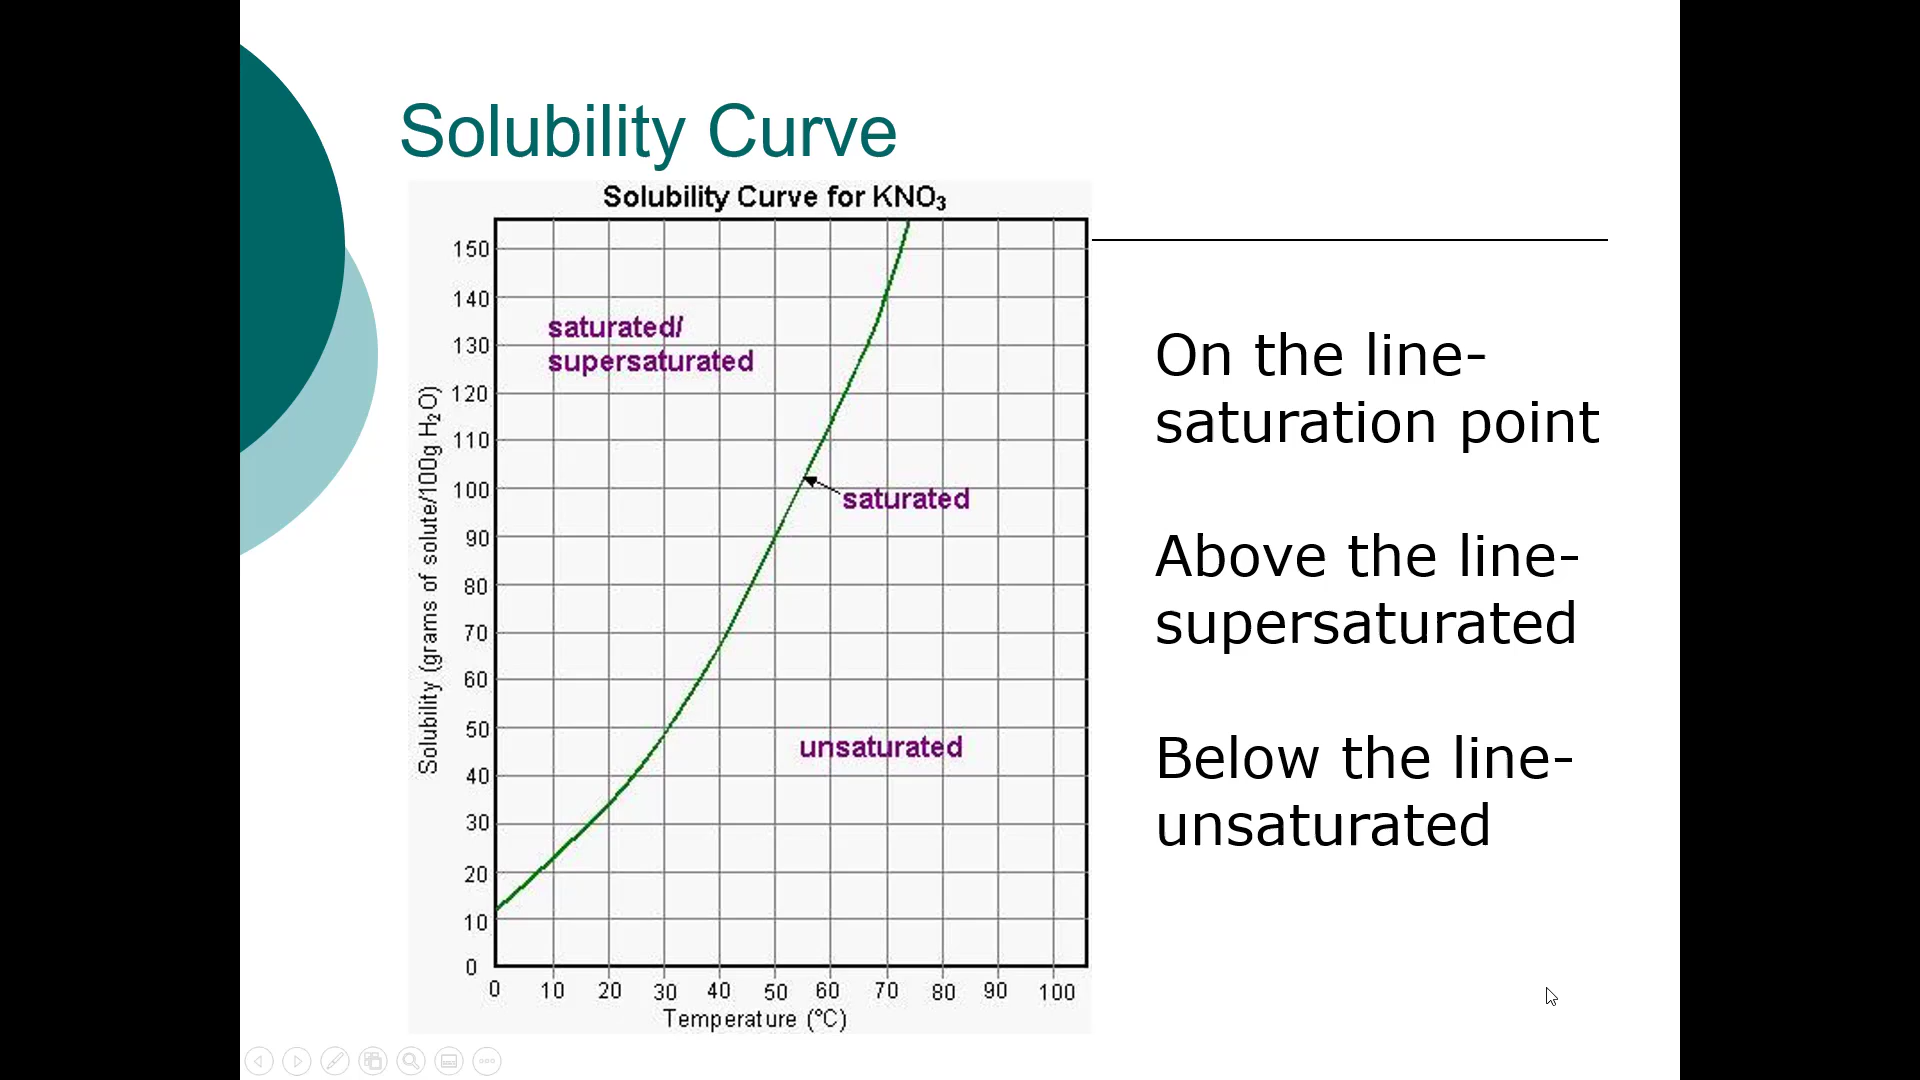 Solubility Curve
Solubility Curve for KNO₃
150
140
130
120
110
100
90
80
70
60
50
40
30
20
10
0
Solubility (grams of solute/100g H₂O)
saturated/
supersaturated
saturated
unsaturated
0 10 20 30 40 50 60 70 80 90 100
Temperature (°C)
On the line-
saturation point
Above the line-
supersaturated
Below the line-
unsaturated